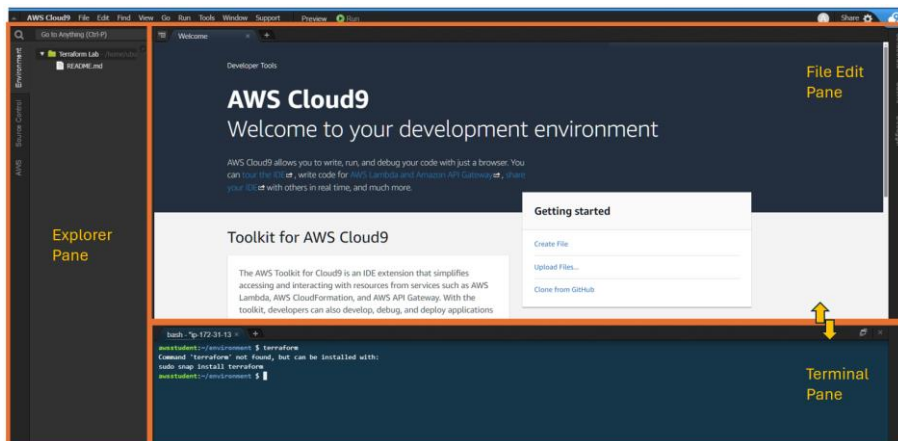 AWS Cloud9 File Edit Find View Go Run Tools Window Support Preview Run Share
Go to Anything (Ctrl-P)
Welcome
Environment
Source Control
AWS
Terraform Lab
README.md
Explorer
Pane
File Edit
Pane
Developer Tools
AWS Cloud9
Welcome to your development environment
AWS Cloud9 allows you to write, run, and debug your code with just a browser. You
can tour the IDE, write code for AWS Lambda and Amazon API Gateway, share
your IDE with others in real time, and much more.
Getting started
Create File
Upload Files...
Clone from GitHub
Toolkit for AWS Cloud9
The AWS Toolkit for Cloud9 is an IDE extension that simplifies
accessing and interacting with resources from services such as AWS
Lambda, AWS CloudFormation, and AWS API Gateway. With the
toolkit, developers can also develop, debug, and deploy applications
bash - "ip-172-31-13
awsstudent:~/environment $ terraform
Command 'terraform' not found, but can be installed with:
sudo snap install terraform
awsstudent:~/environment $
Terminal
Pane